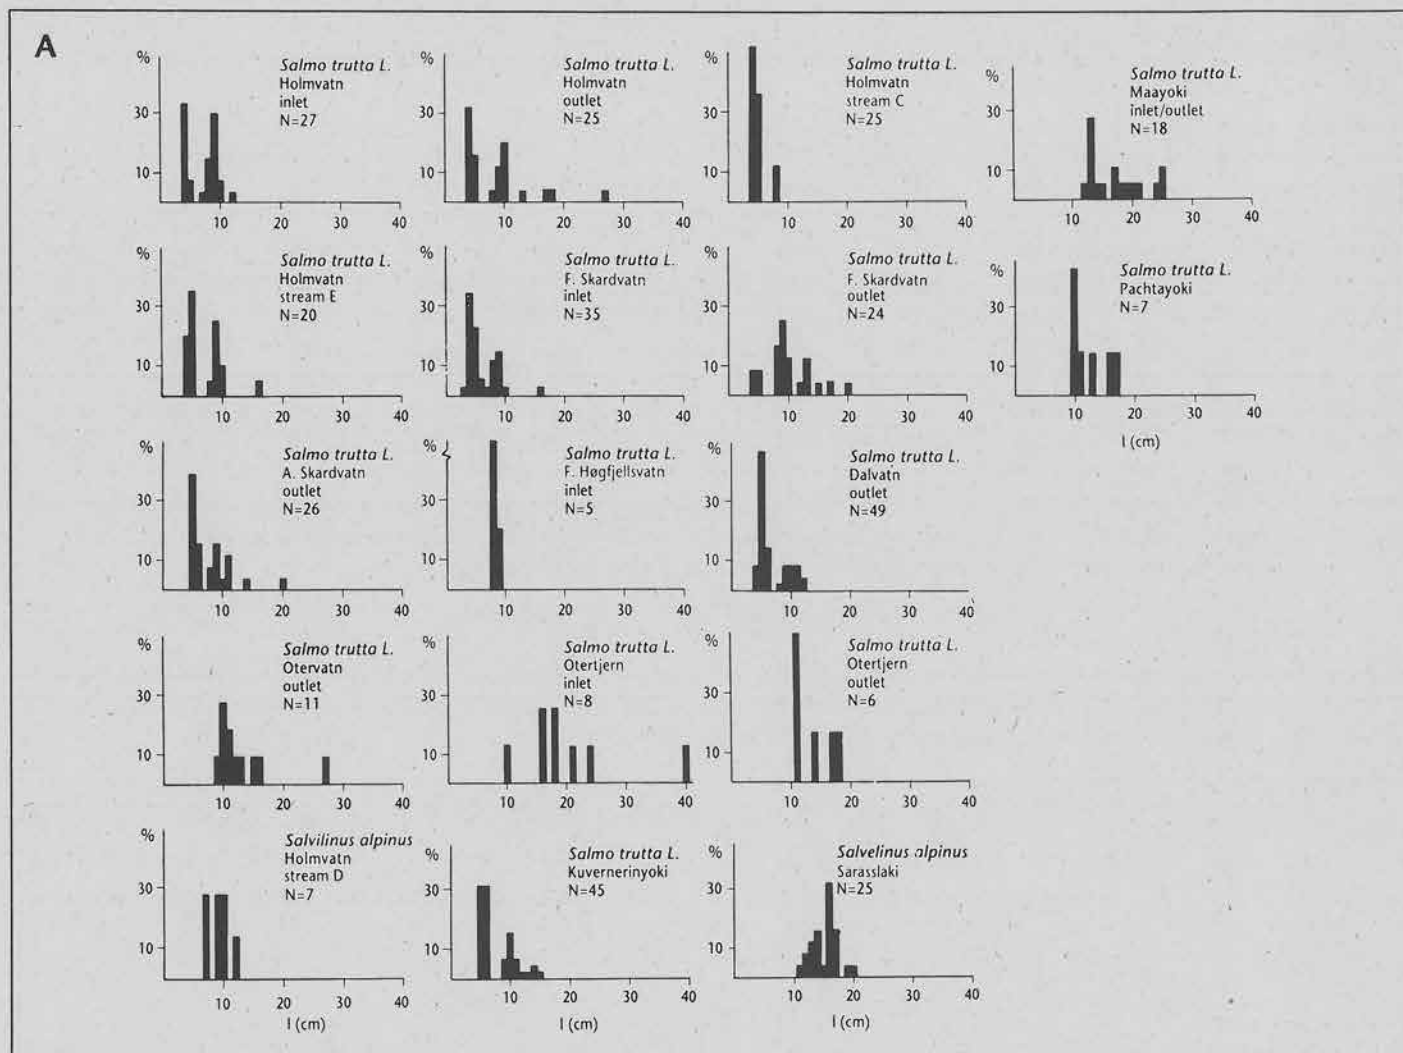 A
%
30
10
10
20
30
40
Salmo trutta L.
Holmvatn
inlet
N=27
%
30
10
10
20
30
40
Salmo trutta L.
Holmvatn
outlet
N=25
%
30
10
10
20
30
40
Salmo trutta L.
Holmvatn
stream C
N=25
%
30
10
10
20
30
40
Salmo trutta L.
Maayoki
inlet/outlet
N=18
%
30
10
10
20
30
40
Salmo trutta L.
Holmvatn
stream E
N=20
%
30
10
10
20
30
40
Salmo trutta L.
F. Skardvatn
inlet
N=35
%
30
10
10
20
30
40
Salmo trutta L.
F. Skardvatn
outlet
N=24
%
30
10
10
20
30
40
l (cm)
Salmo trutta L.
Pachtayoki
N=7
%
30
10
10
20
30
40
Salmo trutta L.
A. Skardvatn
outlet
N=26
%
30
10
10
20
30
40
Salmo trutta L.
F. Høgfjellsvatn
inlet
N=5
%
30
10
10
20
30
40
Salmo trutta L.
Dalvatn
outlet
N=49
%
30
10
10
20
30
40
Salmo trutta L.
Otervatn
outlet
N=11
%
30
10
10
20
30
40
Salmo trutta L.
Otertjern
inlet
N=8
%
30
10
10
20
30
40
Salmo trutta L.
Otertjern
outlet
N=6
%
30
10
10
20
30
40
l (cm)
Salvilinus alpinus
Holmvatn
stream D
N=7
%
30
10
10
20
30
40
l (cm)
Salmo trutta L.
Kuvernerinyoki
N=45
%
30
10
10
20
30
40
l (cm)
Salvelinus alpinus
Sarasslaki
N=25